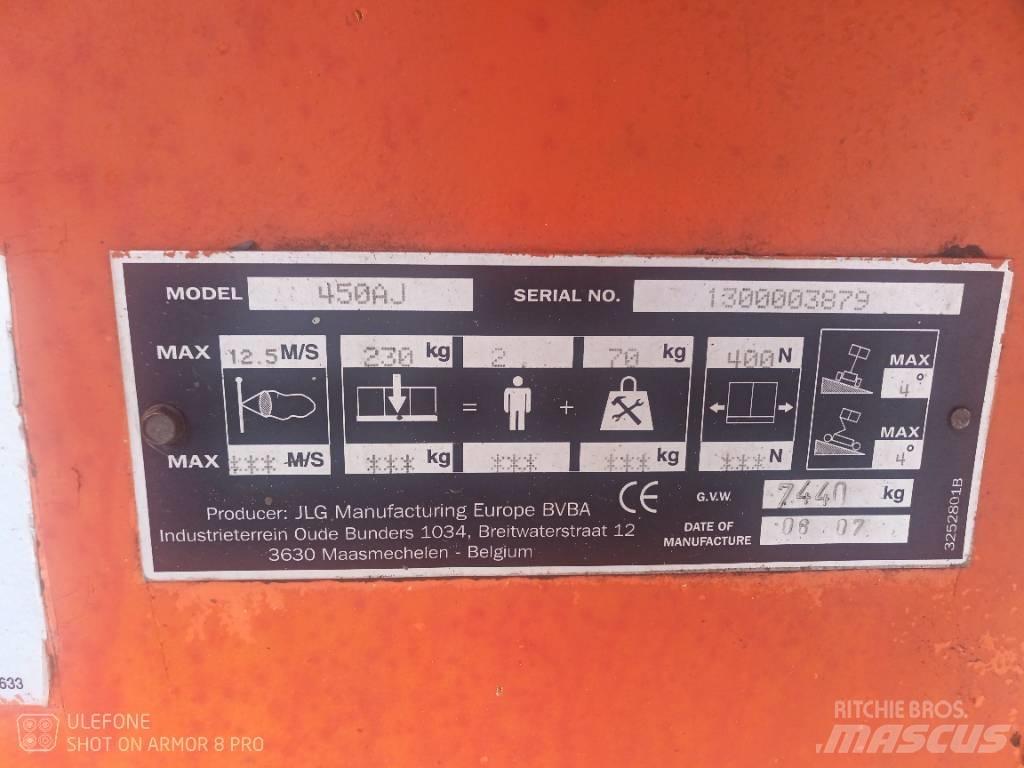 MODEL 450AJ SERIAL NO. 1300003879
MAX 12.5 M/S 230 kg 2 70 kg 400 N
MAX 4°
= +
MAX 4°
MAX *** M/S *** kg *** *** kg *** N
G.V.W. 7440 kg
Producer: JLG Manufacturing Europe BVBA CE
DATE OF
MANUFACTURE 06 07
Industrieterrein Oude Bunders 1034, Breitwaterstraat 12
3630 Maasmechelen - Belgium
3252801B
633
ULEFONE
SHOT ON ARMOR 8 PRO
RITCHIE BROS.
MASCUS